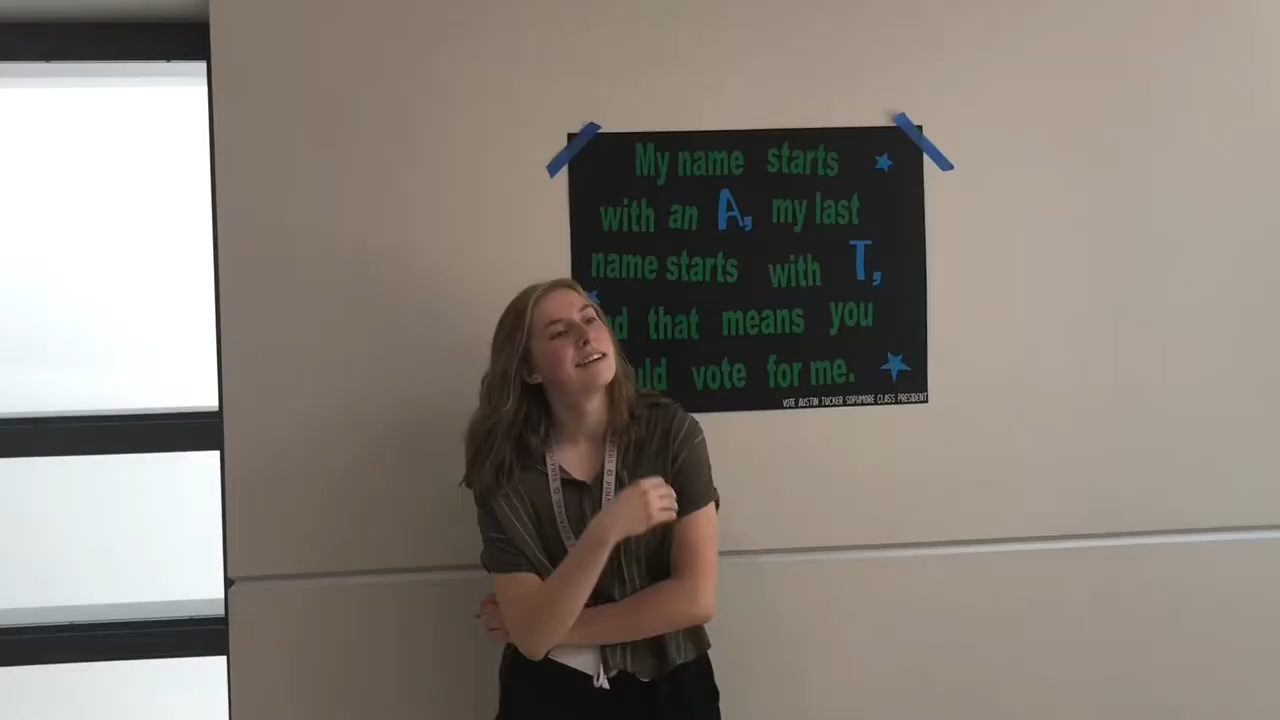 My name starts
with an A, my last
name starts with T,
that means you
vote for me.
VOTE AUSTIN TUCKER SOPHMORE CLASS PRESIDENT